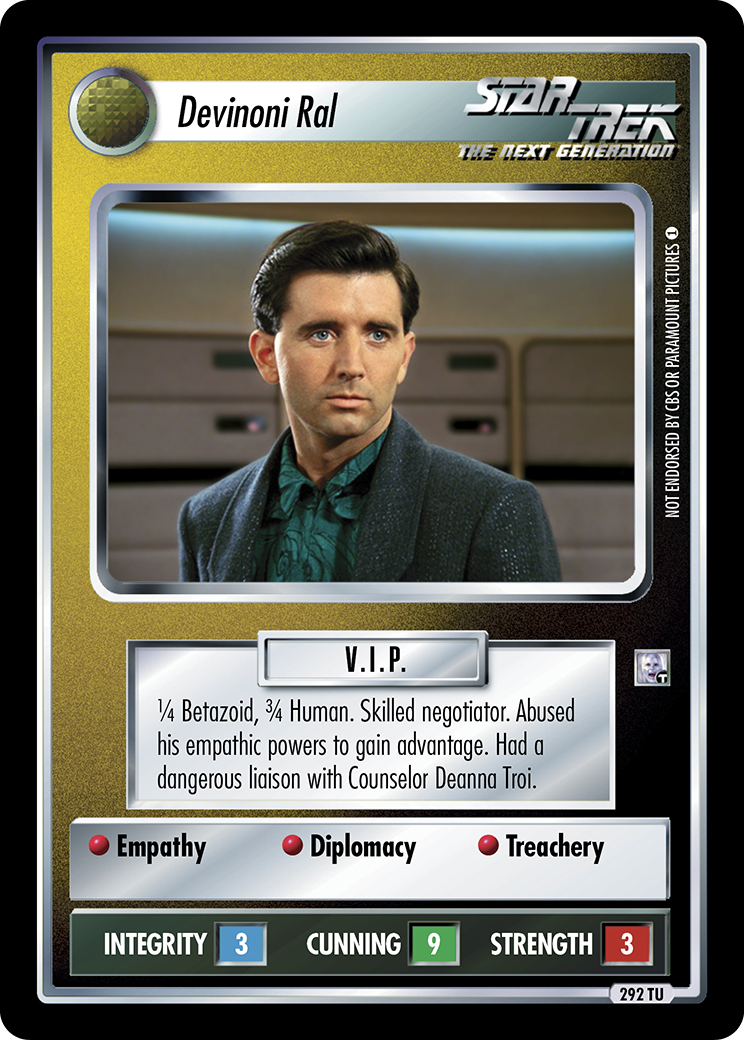 Devinoni Ral
STAR TREK
THE NEXT GENERATION
NOT ENDORSED BY CBS OR PARAMOUNT PICTURES 1
V.I.P.
T
¼ Betazoid, ¾ Human. Skilled negotiator. Abused
his empathic powers to gain advantage. Had a
dangerous liaison with Counselor Deanna Troi.
Empathy Diplomacy Treachery
INTEGRITY 3 CUNNING 9 STRENGTH 3
292 TU